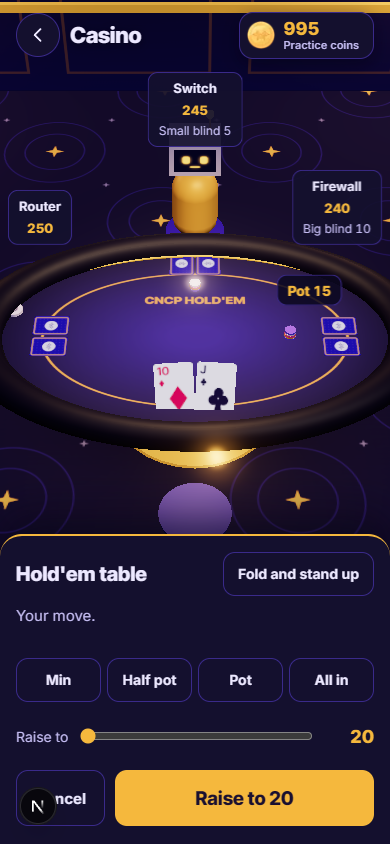 Casino
995
Practice coins
Switch
245
Small blind 5
Router
250
Firewall
240
Big blind 10
Pot 15
CNCP HOLD'EM
10
J
Hold'em table
Fold and stand up
Your move.
Min
Half pot
Pot
All in
Raise to
20
N
ncel
Raise to 20